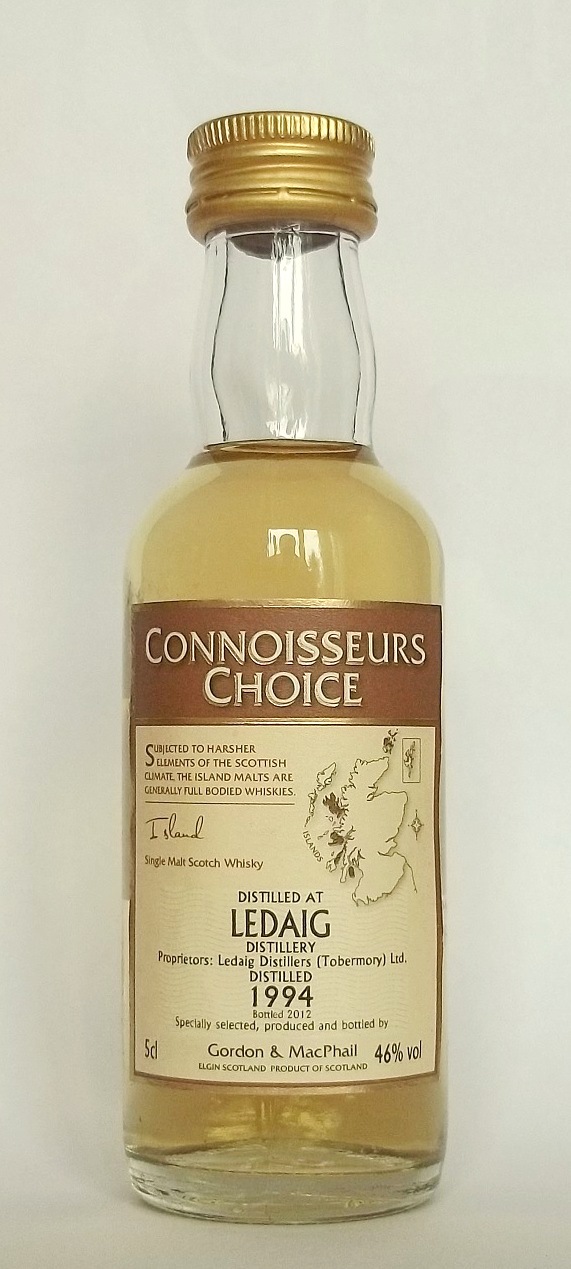 CONNOISSEURS
CHOICE
SUBJECTED TO HARSHER
ELEMENTS OF THE SCOTTISH
CLIMATE, THE ISLAND MALTS ARE
GENERALLY FULL BODIED WHISKIES.
ISLANDS
Island
Single Malt Scotch Whisky
DISTILLED AT
LEDAIG
DISTILLERY
Proprietors: Ledaig Distillers (Tobermory) Ltd.
DISTILLED
1994
Bottled 2012
Specially selected, produced and bottled by
5cl Gordon & MacPhail 46% vol
ELGIN SCOTLAND PRODUCT OF SCOTLAND